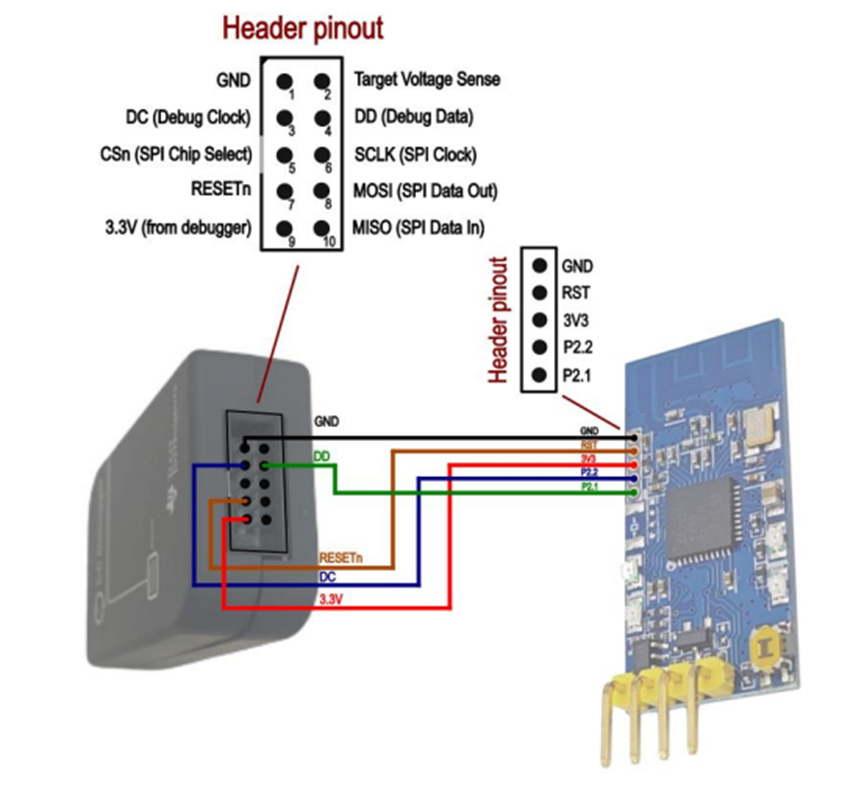 Header pinout
GND
Target Voltage Sense
1
2
DC (Debug Clock)
DD (Debug Data)
3
4
CSn (SPI Chip Select)
SCLK (SPI Clock)
5
6
RESETn
MOSI (SPI Data Out)
7
8
3.3V (from debugger)
MISO (SPI Data In)
9
10
Header pinout
GND
RST
3V3
P2.2
P2.1
GND
DD
RESETn
DC
3.3V
GND
RST
3V3
P2.2
P2.1